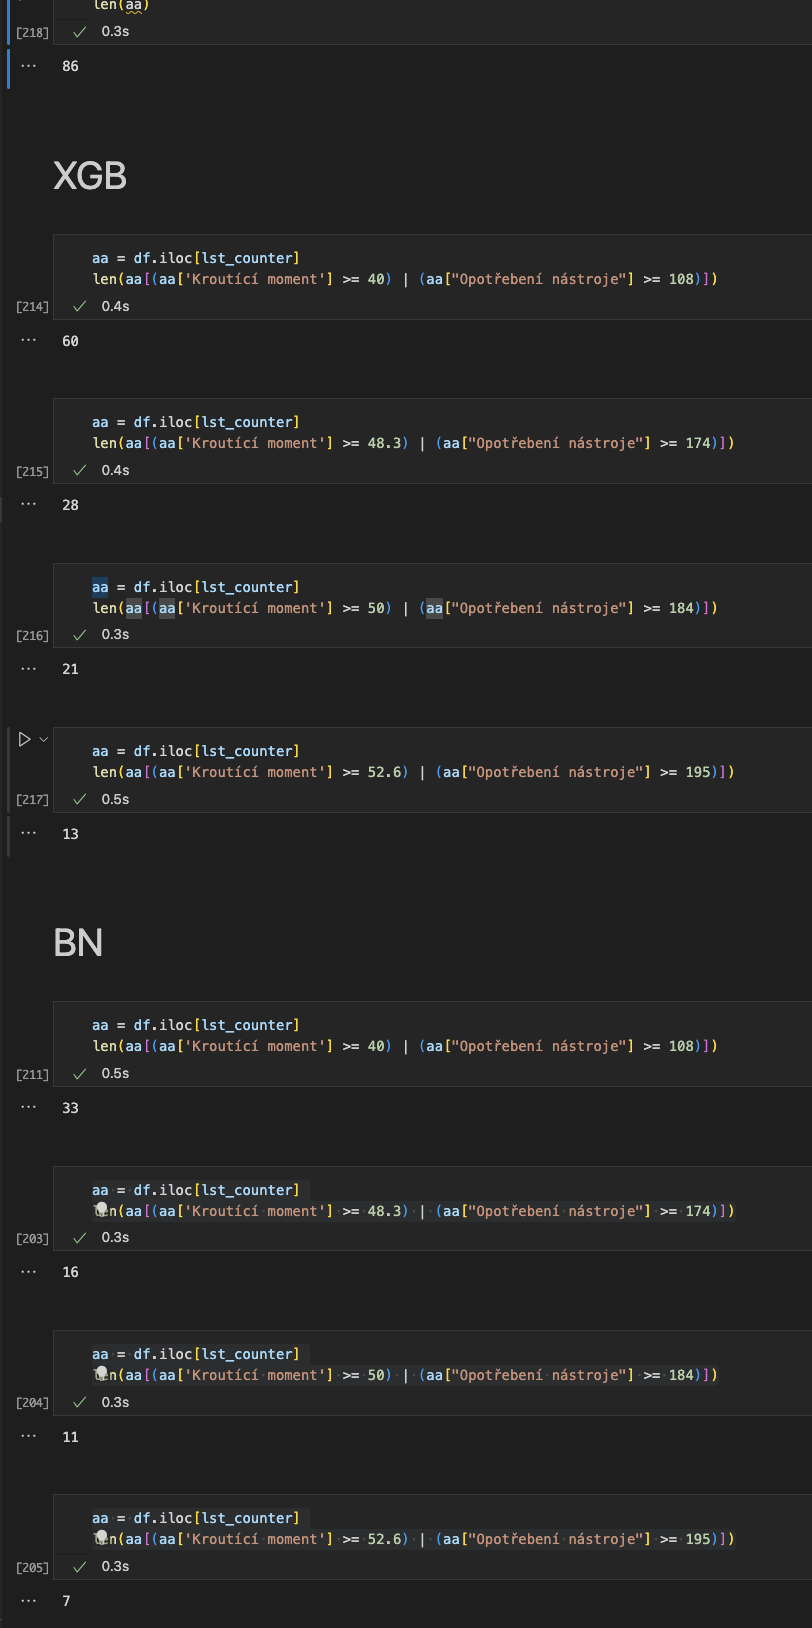 len(aa)
[218]
0.3s
86
XGB
aa = df.iloc[lst_counter]
len(aa[(aa['Kroutící moment'] >= 40) | (aa["Opotřebení nástroje"] >= 108)])
[214]
0.4s
60
aa = df.iloc[lst_counter]
len(aa[(aa['Kroutící moment'] >= 48.3) | (aa["Opotřebení nástroje"] >= 174)])
[215]
0.4s
28
aa = df.iloc[lst_counter]
len(aa[(aa['Kroutící moment'] >= 50) | (aa["Opotřebení nástroje"] >= 184)])
[216]
0.3s
21
aa = df.iloc[lst_counter]
len(aa[(aa['Kroutící moment'] >= 52.6) | (aa["Opotřebení nástroje"] >= 195)])
[217]
0.5s
13
BN
aa = df.iloc[lst_counter]
len(aa[(aa['Kroutící moment'] >= 40) | (aa["Opotřebení nástroje"] >= 108)])
[211]
0.5s
33
aa = df.iloc[lst_counter]
len(aa[(aa['Kroutící moment'] >= 48.3) | (aa["Opotřebení nástroje"] >= 174)])
[203]
0.3s
16
aa = df.iloc[lst_counter]
len(aa[(aa['Kroutící moment'] >= 50) | (aa["Opotřebení nástroje"] >= 184)])
[204]
0.3s
11
aa = df.iloc[lst_counter]
len(aa[(aa['Kroutící moment'] >= 52.6) | (aa["Opotřebení nástroje"] >= 195)])
[205]
0.3s
7